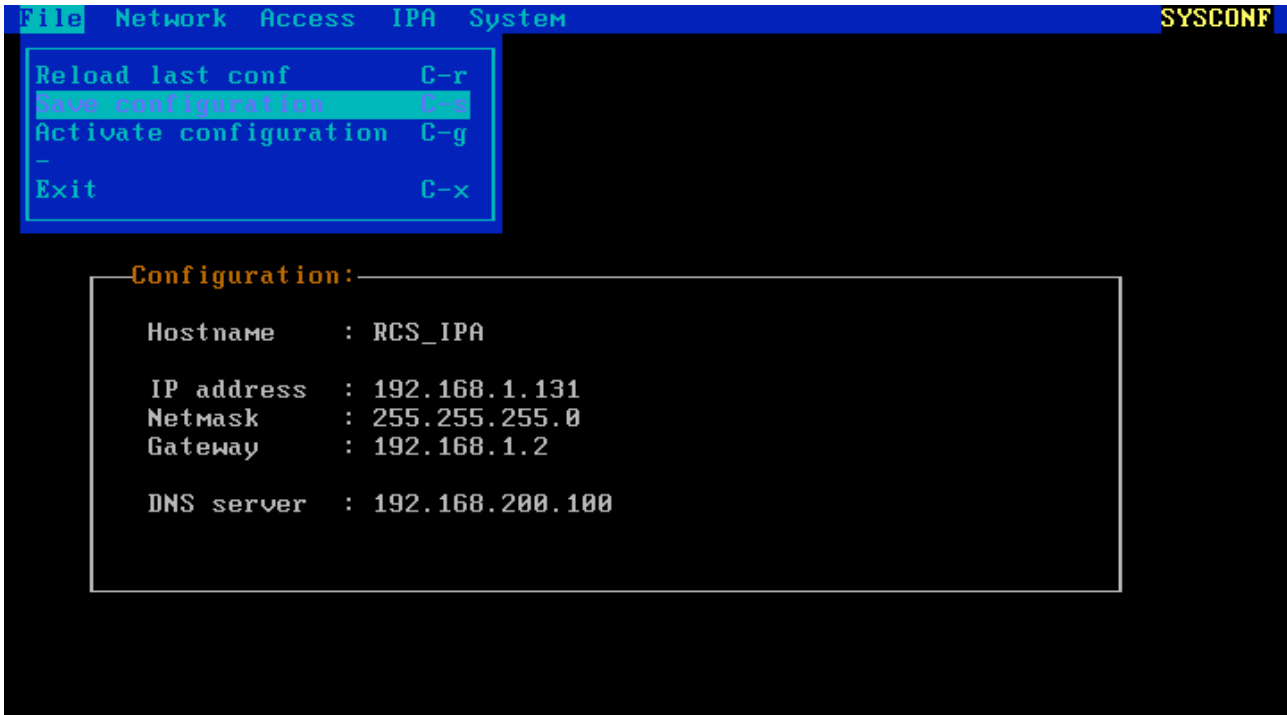 File Network Access IPA System SYSCONF
Reload last conf C-r
Save configuration C-s
Activate configuration C-g
-
Exit C-x
Configuration:
Hostname : RCS_IPA
IP address : 192.168.1.131
Netmask : 255.255.255.0
Gateway : 192.168.1.2
DNS server : 192.168.200.100